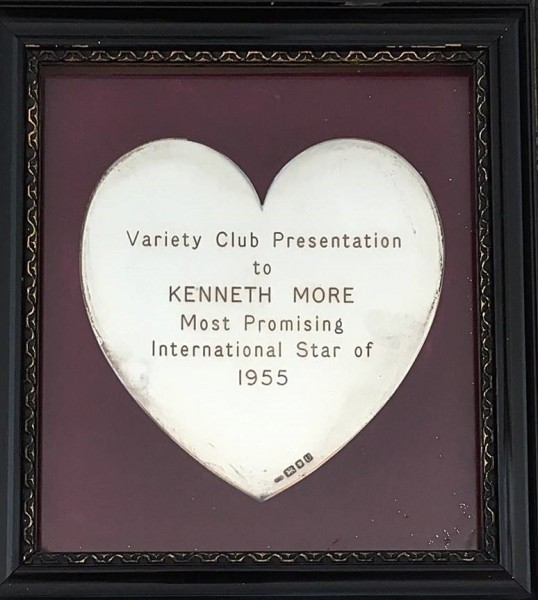 Variety Club Presentation
to
KENNETH MORE
Most Promising
International Star of
1955